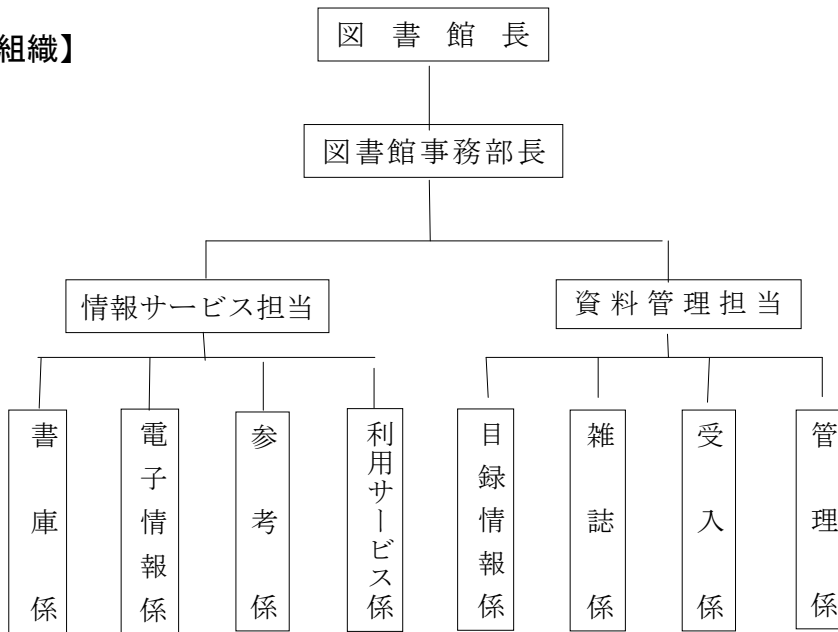 組織】
図書館長
図書館事務部長
情報サービス担当
資料管理担当
書庫係
電子情報係
参考係
利用サービス係
目録情報係
雑誌係
受入係
管理係